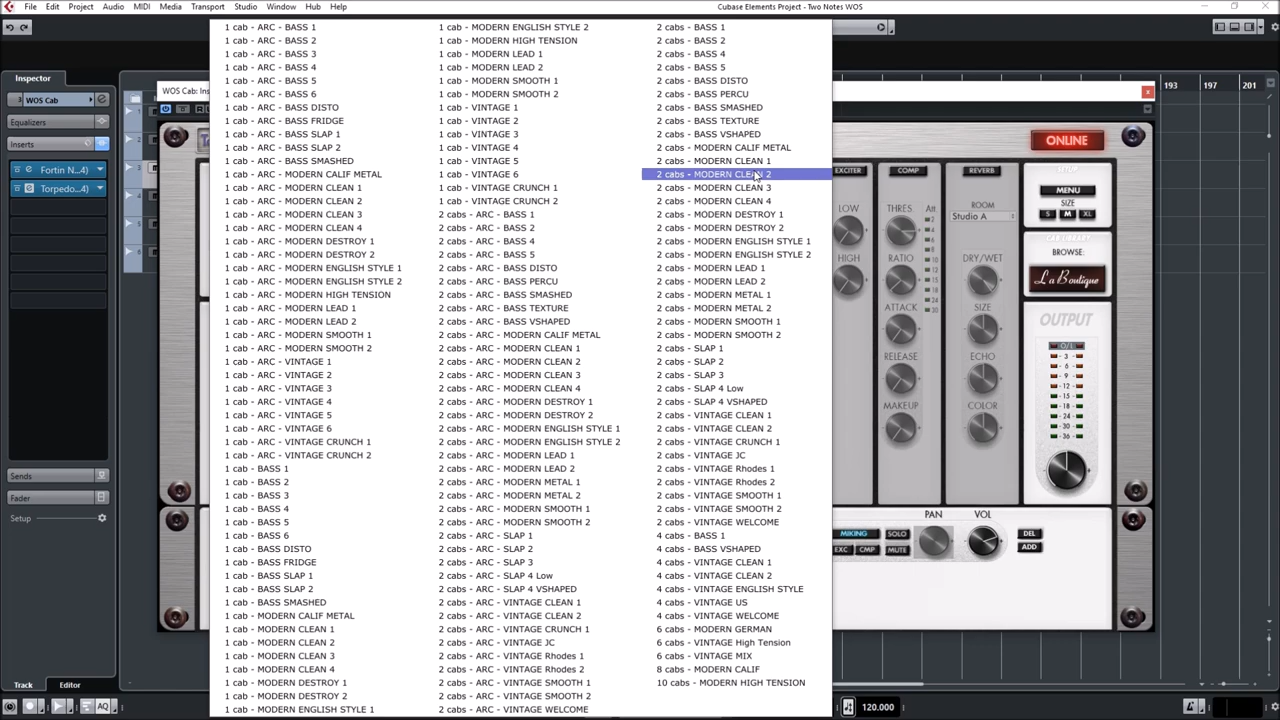 File Edit Project Audio MIDI Media Transport Studio Window Hub Help
Cubase Elements Project - Two Notes WOS
Inspector
3 WOS Cab
Equalizers
Inserts
Fortin N...4)
Torpedo...4)
Sends
Fader
Setup
Track Editor
WOS Cab: Ins
1 cab - ARC - BASS 1
1 cab - ARC - BASS 2
1 cab - ARC - BASS 3
1 cab - ARC - BASS 4
1 cab - ARC - BASS 5
1 cab - ARC - BASS 6
1 cab - ARC - BASS DISTO
1 cab - ARC - BASS FRIDGE
1 cab - ARC - BASS SLAP 1
1 cab - ARC - BASS SLAP 2
1 cab - ARC - BASS SMASHED
1 cab - ARC - MODERN CALIF METAL
1 cab - ARC - MODERN CLEAN 1
1 cab - ARC - MODERN CLEAN 2
1 cab - ARC - MODERN CLEAN 3
1 cab - ARC - MODERN CLEAN 4
1 cab - ARC - MODERN DESTROY 1
1 cab - ARC - MODERN DESTROY 2
1 cab - ARC - MODERN ENGLISH STYLE 1
1 cab - ARC - MODERN ENGLISH STYLE 2
1 cab - ARC - MODERN HIGH TENSION
1 cab - ARC - MODERN LEAD 1
1 cab - ARC - MODERN LEAD 2
1 cab - ARC - MODERN SMOOTH 1
1 cab - ARC - MODERN SMOOTH 2
1 cab - ARC - VINTAGE 1
1 cab - ARC - VINTAGE 2
1 cab - ARC - VINTAGE 3
1 cab - ARC - VINTAGE 4
1 cab - ARC - VINTAGE 5
1 cab - ARC - VINTAGE 6
1 cab - ARC - VINTAGE CRUNCH 1
1 cab - ARC - VINTAGE CRUNCH 2
1 cab - BASS 1
1 cab - BASS 2
1 cab - BASS 3
1 cab - BASS 4
1 cab - BASS 5
1 cab - BASS 6
1 cab - BASS DISTO
1 cab - BASS FRIDGE
1 cab - BASS SLAP 1
1 cab - BASS SLAP 2
1 cab - BASS SMASHED
1 cab - MODERN CALIF METAL
1 cab - MODERN CLEAN 1
1 cab - MODERN CLEAN 2
1 cab - MODERN CLEAN 3
1 cab - MODERN CLEAN 4
1 cab - MODERN DESTROY 1
1 cab - MODERN DESTROY 2
1 cab - MODERN ENGLISH STYLE 1
1 cab - MODERN ENGLISH STYLE 2
1 cab - MODERN HIGH TENSION
1 cab - MODERN LEAD 1
1 cab - MODERN LEAD 2
1 cab - MODERN SMOOTH 1
1 cab - MODERN SMOOTH 2
1 cab - VINTAGE 1
1 cab - VINTAGE 2
1 cab - VINTAGE 3
1 cab - VINTAGE 4
1 cab - VINTAGE 5
1 cab - VINTAGE 6
1 cab - VINTAGE CRUNCH 1
1 cab - VINTAGE CRUNCH 2
2 cabs - ARC - BASS 1
2 cabs - ARC - BASS 2
2 cabs - ARC - BASS 4
2 cabs - ARC - BASS 5
2 cabs - ARC - BASS DISTO
2 cabs - ARC - BASS PERCU
2 cabs - ARC - BASS SMASHED
2 cabs - ARC - BASS TEXTURE
2 cabs - ARC - BASS VSHAPED
2 cabs - ARC - MODERN CALIF METAL
2 cabs - ARC - MODERN CLEAN 1
2 cabs - ARC - MODERN CLEAN 2
2 cabs - ARC - MODERN CLEAN 3
2 cabs - ARC - MODERN CLEAN 4
2 cabs - ARC - MODERN DESTROY 1
2 cabs - ARC - MODERN DESTROY 2
2 cabs - ARC - MODERN ENGLISH STYLE 1
2 cabs - ARC - MODERN ENGLISH STYLE 2
2 cabs - ARC - MODERN LEAD 1
2 cabs - ARC - MODERN LEAD 2
2 cabs - ARC - MODERN METAL 1
2 cabs - ARC - MODERN METAL 2
2 cabs - ARC - MODERN SMOOTH 1
2 cabs - ARC - MODERN SMOOTH 2
2 cabs - ARC - SLAP 1
2 cabs - ARC - SLAP 2
2 cabs - ARC - SLAP 3
2 cabs - ARC - SLAP 4 Low
2 cabs - ARC - SLAP 4 VSHAPED
2 cabs - ARC - VINTAGE CLEAN 1
2 cabs - ARC - VINTAGE CLEAN 2
2 cabs - ARC - VINTAGE CRUNCH 1
2 cabs - ARC - VINTAGE JC
2 cabs - ARC - VINTAGE Rhodes 1
2 cabs - ARC - VINTAGE Rhodes 2
2 cabs - ARC - VINTAGE SMOOTH 1
2 cabs - ARC - VINTAGE SMOOTH 2
2 cabs - ARC - VINTAGE WELCOME
2 cabs - BASS 1
2 cabs - BASS 2
2 cabs - BASS 4
2 cabs - BASS 5
2 cabs - BASS DISTO
2 cabs - BASS PERCU
2 cabs - BASS SMASHED
2 cabs - BASS TEXTURE
2 cabs - BASS VSHAPED
2 cabs - MODERN CALIF METAL
2 cabs - MODERN CLEAN 1
2 cabs - MODERN CLEAN 2
2 cabs - MODERN CLEAN 3
2 cabs - MODERN CLEAN 4
2 cabs - MODERN DESTROY 1
2 cabs - MODERN DESTROY 2
2 cabs - MODERN ENGLISH STYLE 1
2 cabs - MODERN ENGLISH STYLE 2
2 cabs - MODERN LEAD 1
2 cabs - MODERN LEAD 2
2 cabs - MODERN METAL 1
2 cabs - MODERN METAL 2
2 cabs - MODERN SMOOTH 1
2 cabs - MODERN SMOOTH 2
2 cabs - SLAP 1
2 cabs - SLAP 2
2 cabs - SLAP 3
2 cabs - SLAP 4 Low
2 cabs - SLAP 4 VSHAPED
2 cabs - VINTAGE CLEAN 1
2 cabs - VINTAGE CLEAN 2
2 cabs - VINTAGE CRUNCH 1
2 cabs - VINTAGE JC
2 cabs - VINTAGE Rhodes 1
2 cabs - VINTAGE Rhodes 2
2 cabs - VINTAGE SMOOTH 1
2 cabs - VINTAGE SMOOTH 2
2 cabs - VINTAGE WELCOME
4 cabs - BASS 1
4 cabs - BASS VSHAPED
4 cabs - VINTAGE CLEAN 1
4 cabs - VINTAGE CLEAN 2
4 cabs - VINTAGE ENGLISH STYLE
4 cabs - VINTAGE US
4 cabs - VINTAGE WELCOME
6 cabs - MODERN GERMAN
6 cabs - VINTAGE High Tension
6 cabs - VINTAGE MIX
8 cabs - MODERN CALIF
10 cabs - MODERN HIGH TENSION
193 197 201
ONLINE
EXCITER COMP REVERB
LOW
HIGH
THRES Att
RATIO
ATTACK
RELEASE
MAKEUP
ROOM
Studio A
DRY/WET
SIZE
ECHO
COLOR
SETUP
MENU
SIZE
S M XL
CAB LIBRARY
BROWSE:
La Boutique
OUTPUT
-3
-6
-9
-12
-15
-18
-24
-36
PAN VOL
MIKING SOLO
EXC CMP MUTE
DEL
ADD
AQ
120.000